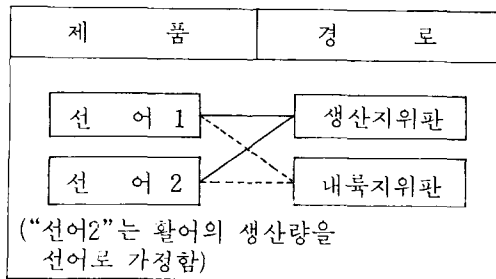 제 품 경 로
선 어 1 생산지위판
선 어 2 내륙지위판
(“선어2”는 활어의 생산량을
선어로 가정함)